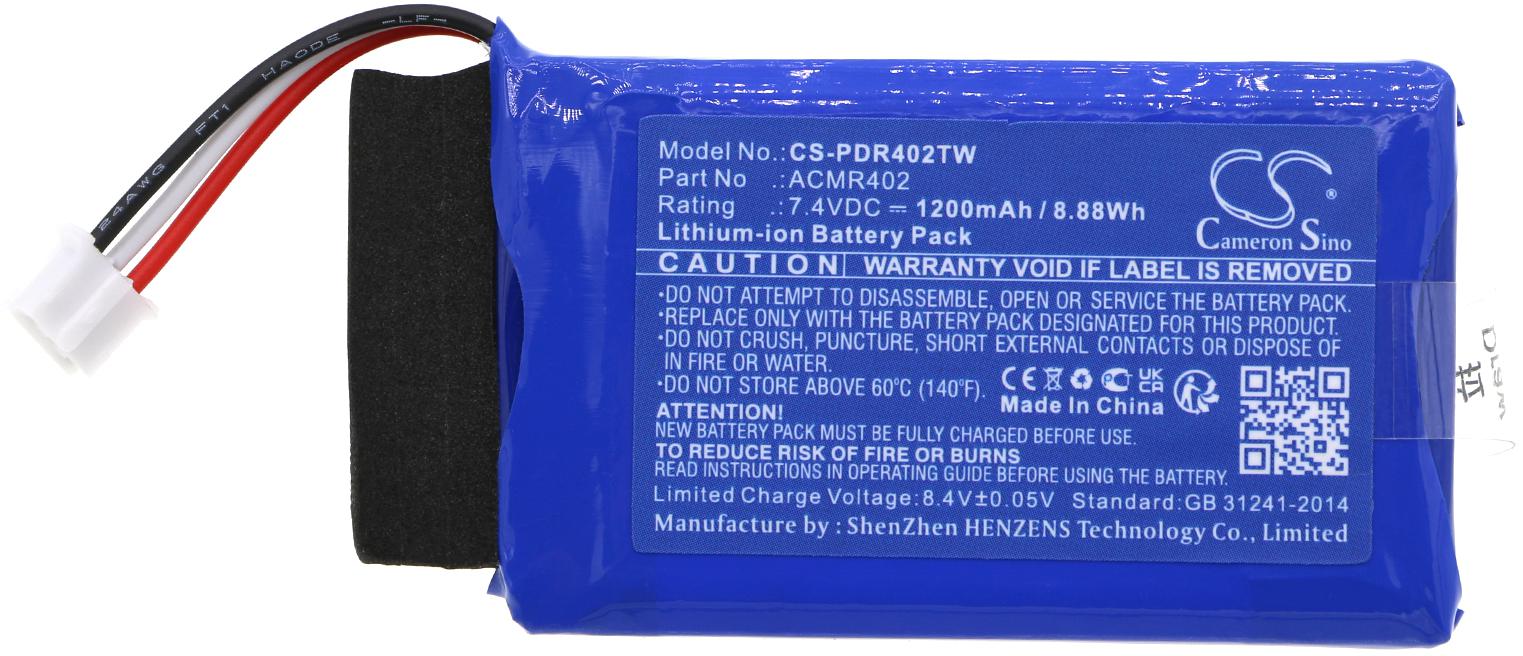 -LF-
HAODE
FT1
24AWG
Model No.:CS-PDR402TW
Part No .:ACMR402
Rating .:7.4VDC ⎓ 1200mAh / 8.88Wh
Lithium-ion Battery Pack
CS®
Cameron Sino
CAUTION WARRANTY VOID IF LABEL IS REMOVED
•DO NOT ATTEMPT TO DISASSEMBLE, OPEN OR SERVICE THE BATTERY PACK.
•REPLACE ONLY WITH THE BATTERY PACK DESIGNATED FOR THIS PRODUCT.
•DO NOT CRUSH, PUNCTURE, SHORT EXTERNAL CONTACTS OR DISPOSE OF
IN FIRE OR WATER.
•DO NOT STORE ABOVE 60°C (140°F).
CE UK CA
Made In China
ATTENTION!
NEW BATTERY PACK MUST BE FULLY CHARGED BEFORE USE.
TO REDUCE RISK OF FIRE OR BURNS
READ INSTRUCTIONS IN OPERATING GUIDE BEFORE USING THE BATTERY.
Limited Charge Voltage:8.4V±0.05V Standard:GB 31241-2014
Manufacture by : ShenZhen HENZENS Technology Co., Limited